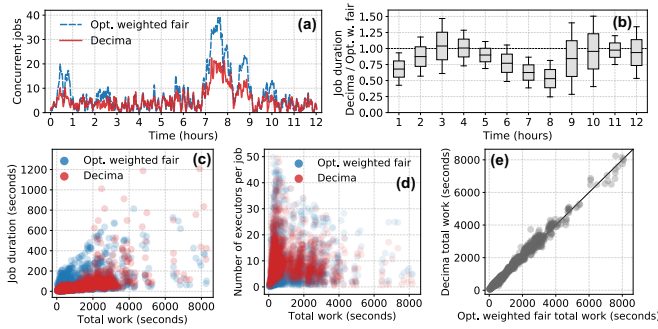 Opt. weighted fair
Decima
(a)
Concurrent jobs
40
30
20
10
0
0 1 2 3 4 5 6 7 8 9 10 11 12
Time (hours)
(b)
Job duration
Decima / Opt. w. fair
1.50
1.25
1.00
0.75
0.50
0.25
0.00
1 2 3 4 5 6 7 8 9 10 11 12
Time (hours)
(c)
Opt. weighted fair
Decima
Job duration (seconds)
1200
1000
800
600
400
200
0
0 2000 4000 6000 8000
Total work (seconds)
Opt. weighted fair
Decima
(d)
Number of executors per job
50
40
30
20
10
0
0 2000 4000 6000 8000
Total work (seconds)
(e)
Decima total work (seconds)
8000
6000
4000
2000
0
0 2000 4000 6000 8000
Opt. weighted fair total work (seconds)